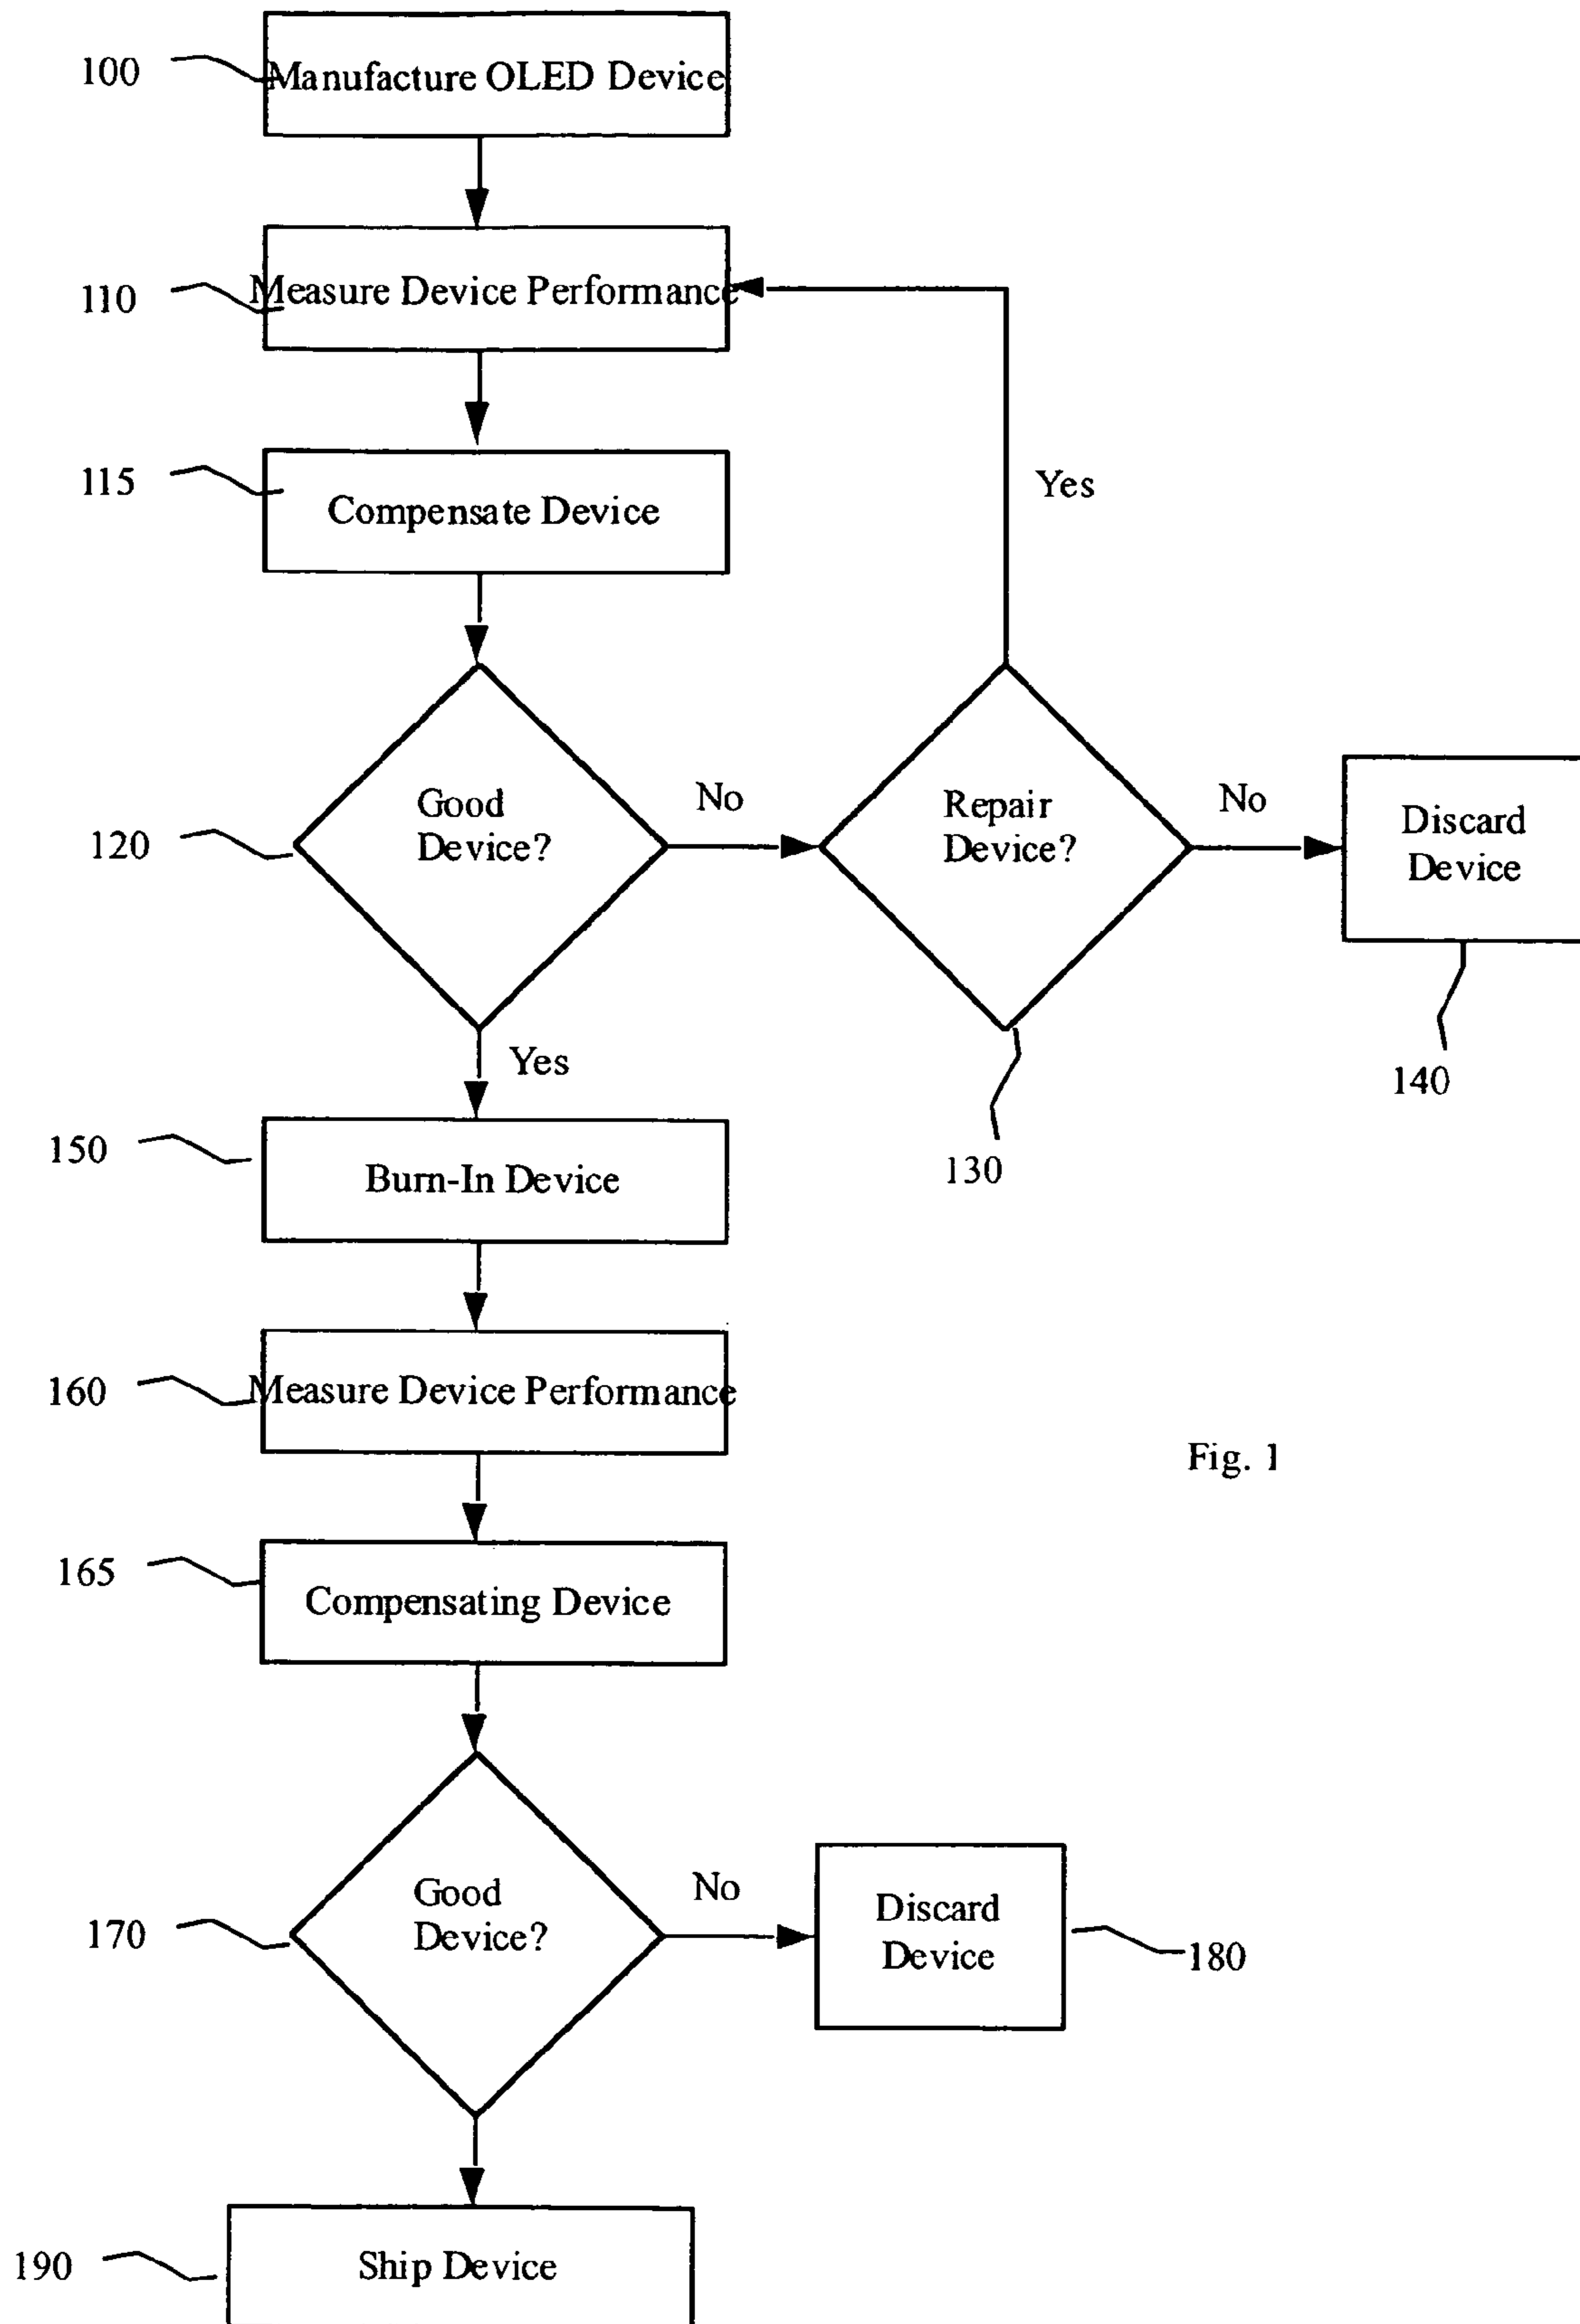 100
Manufacture OLED Device
110
Measure Device Performance
115
Compensate Device
Yes
120
Good
Device?
No
Repair
Device?
No
Discard
Device
Yes
130
140
150
Burn-In Device
160
Measure Device Performance
Fig. 1
165
Compensating Device
170
Good
Device?
No
Discard
Device
180
190
Ship Device